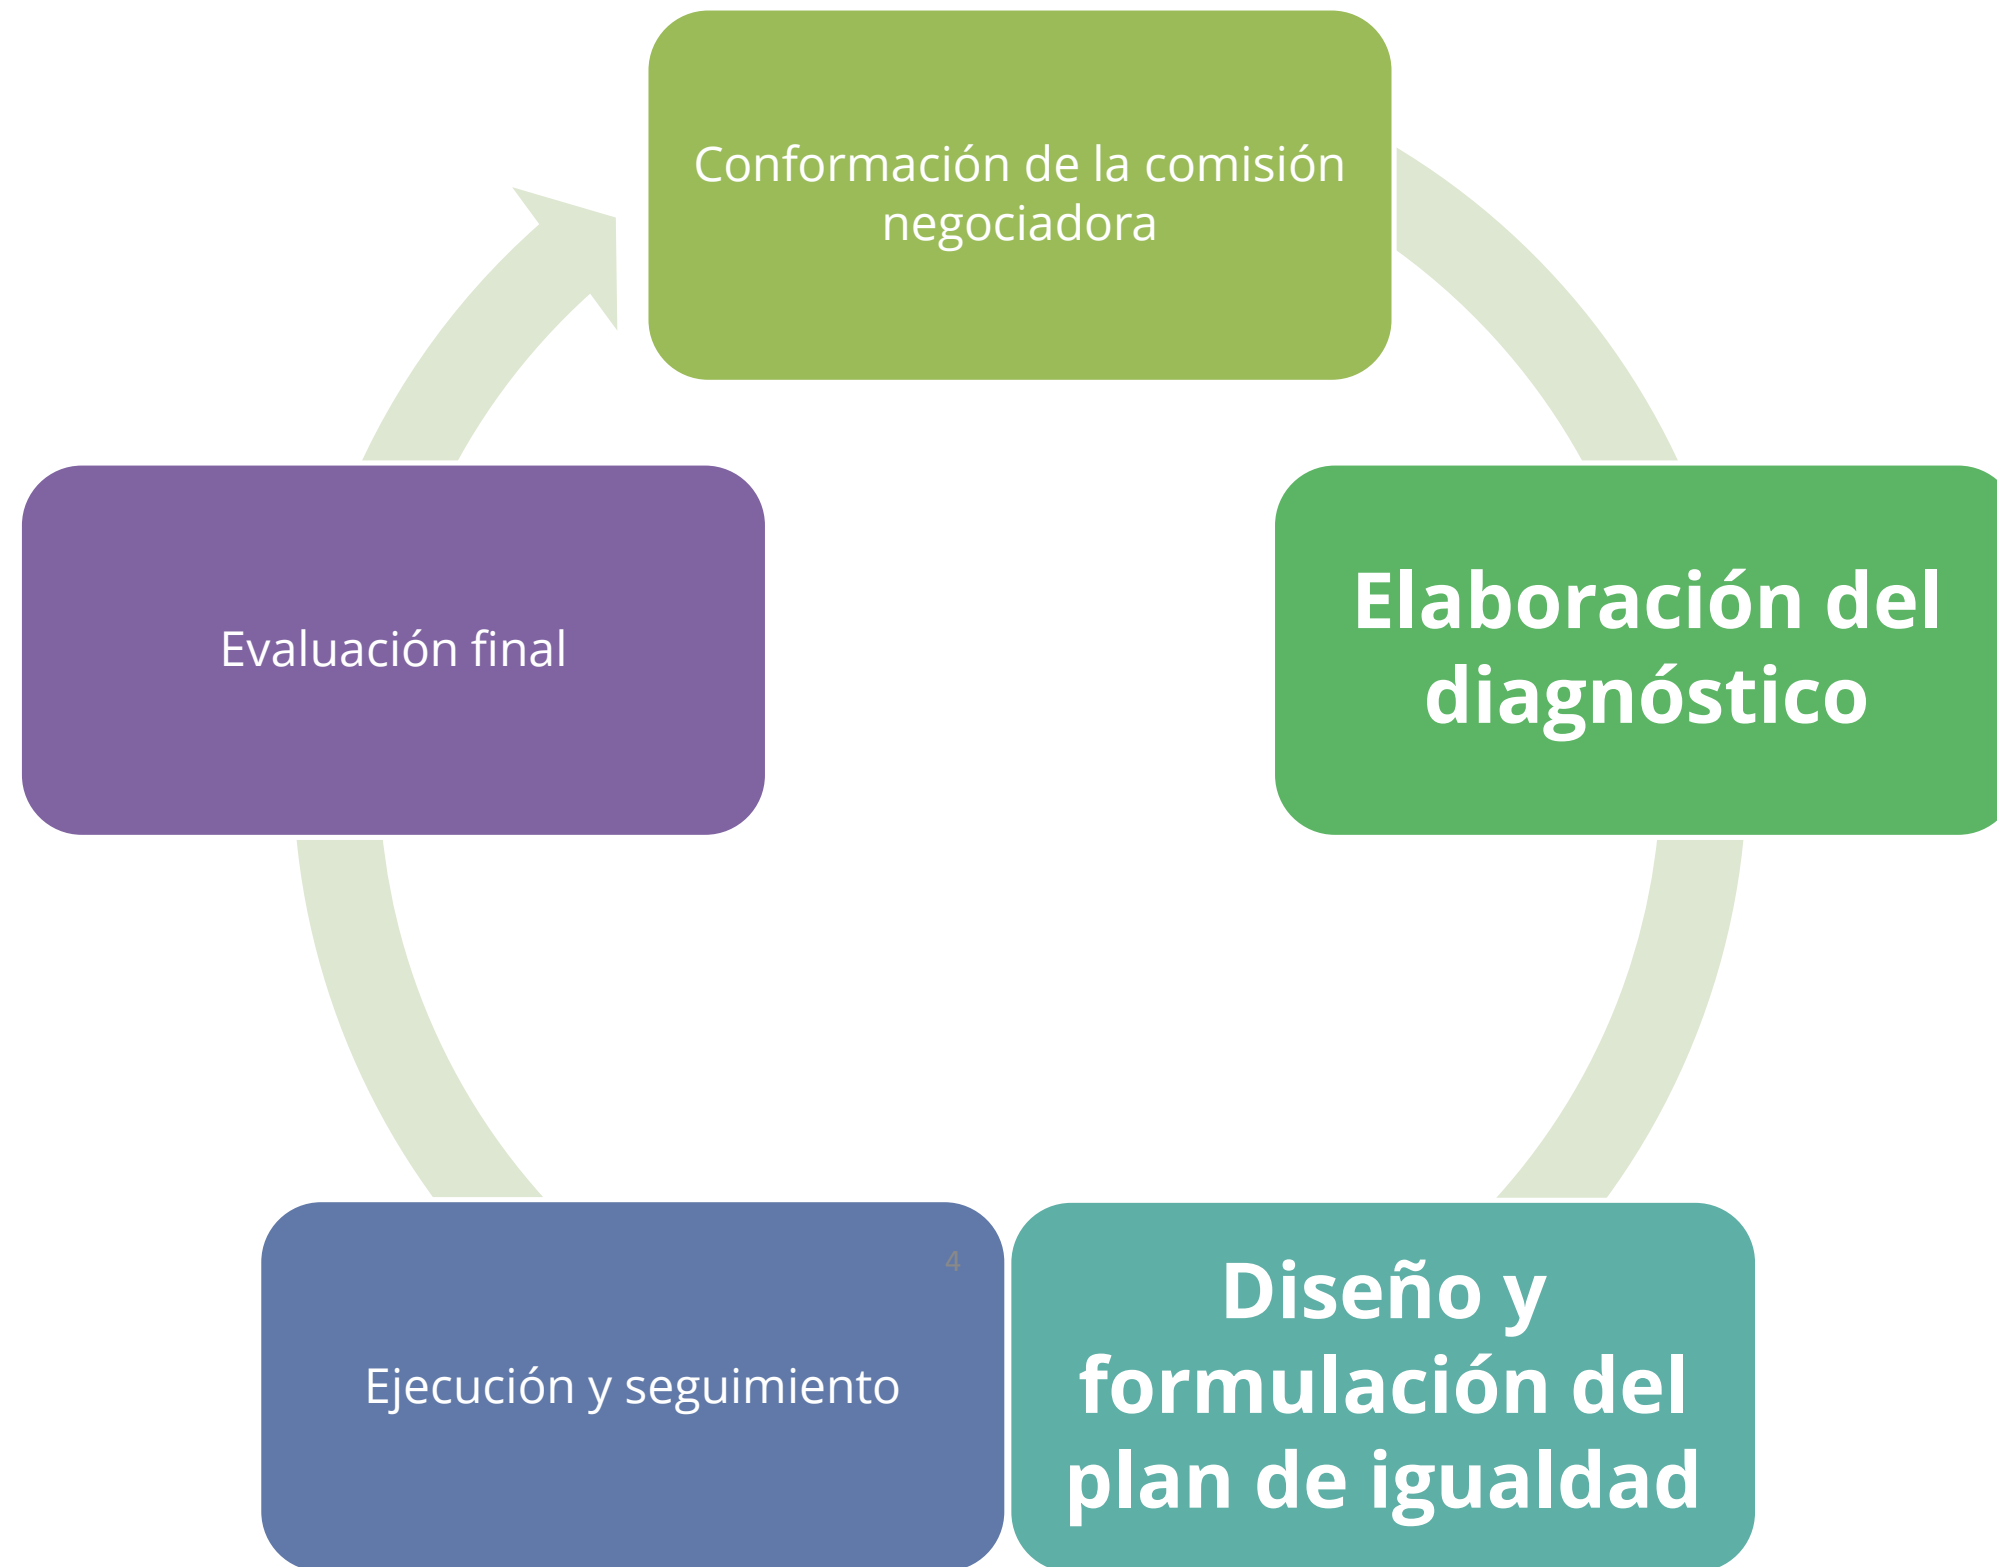 Conformación de la comisión
negociadora
Elaboración del
diagnóstico
Diseño y
formulación del
plan de igualdad
4
Ejecución y seguimiento
Evaluación final